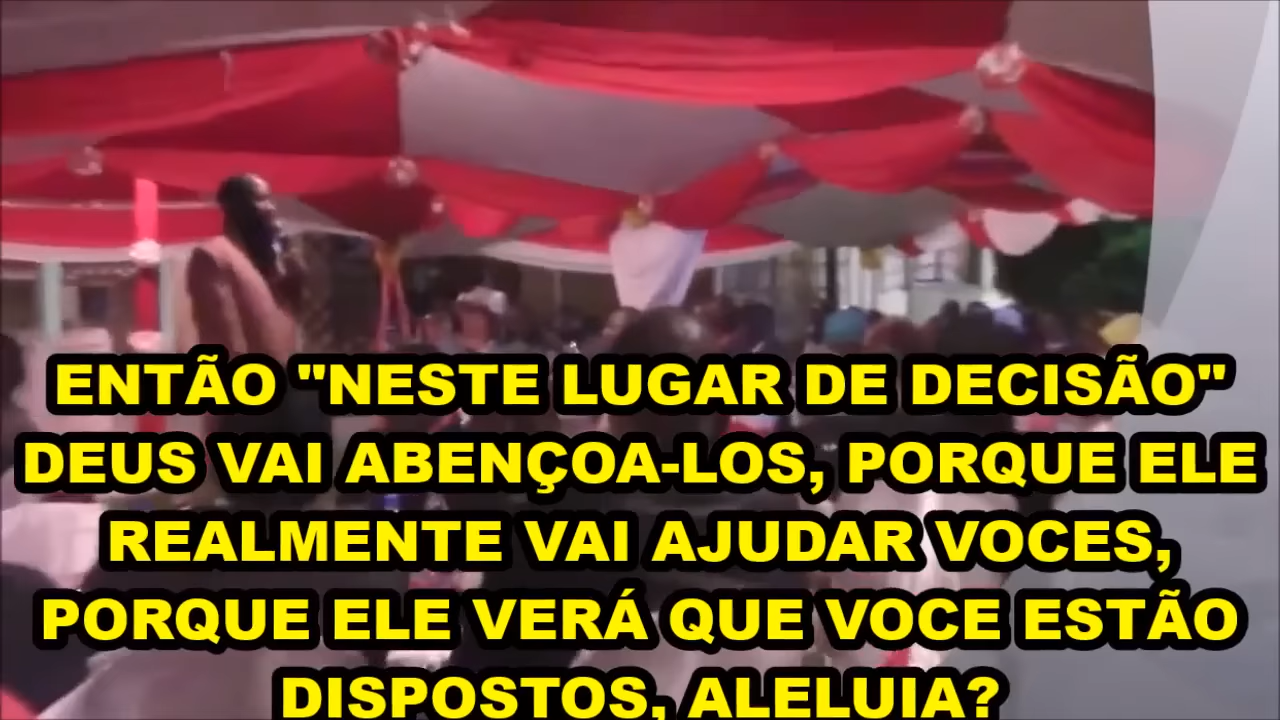 ENTÃO "NESTE LUGAR DE DECISÃO"
DEUS VAI ABENÇOA-LOS, PORQUE ELE
REALMENTE VAI AJUDAR VOCES,
PORQUE ELE VERÁ QUE VOCE ESTÃO
DISPOSTOS, ALELUIA?